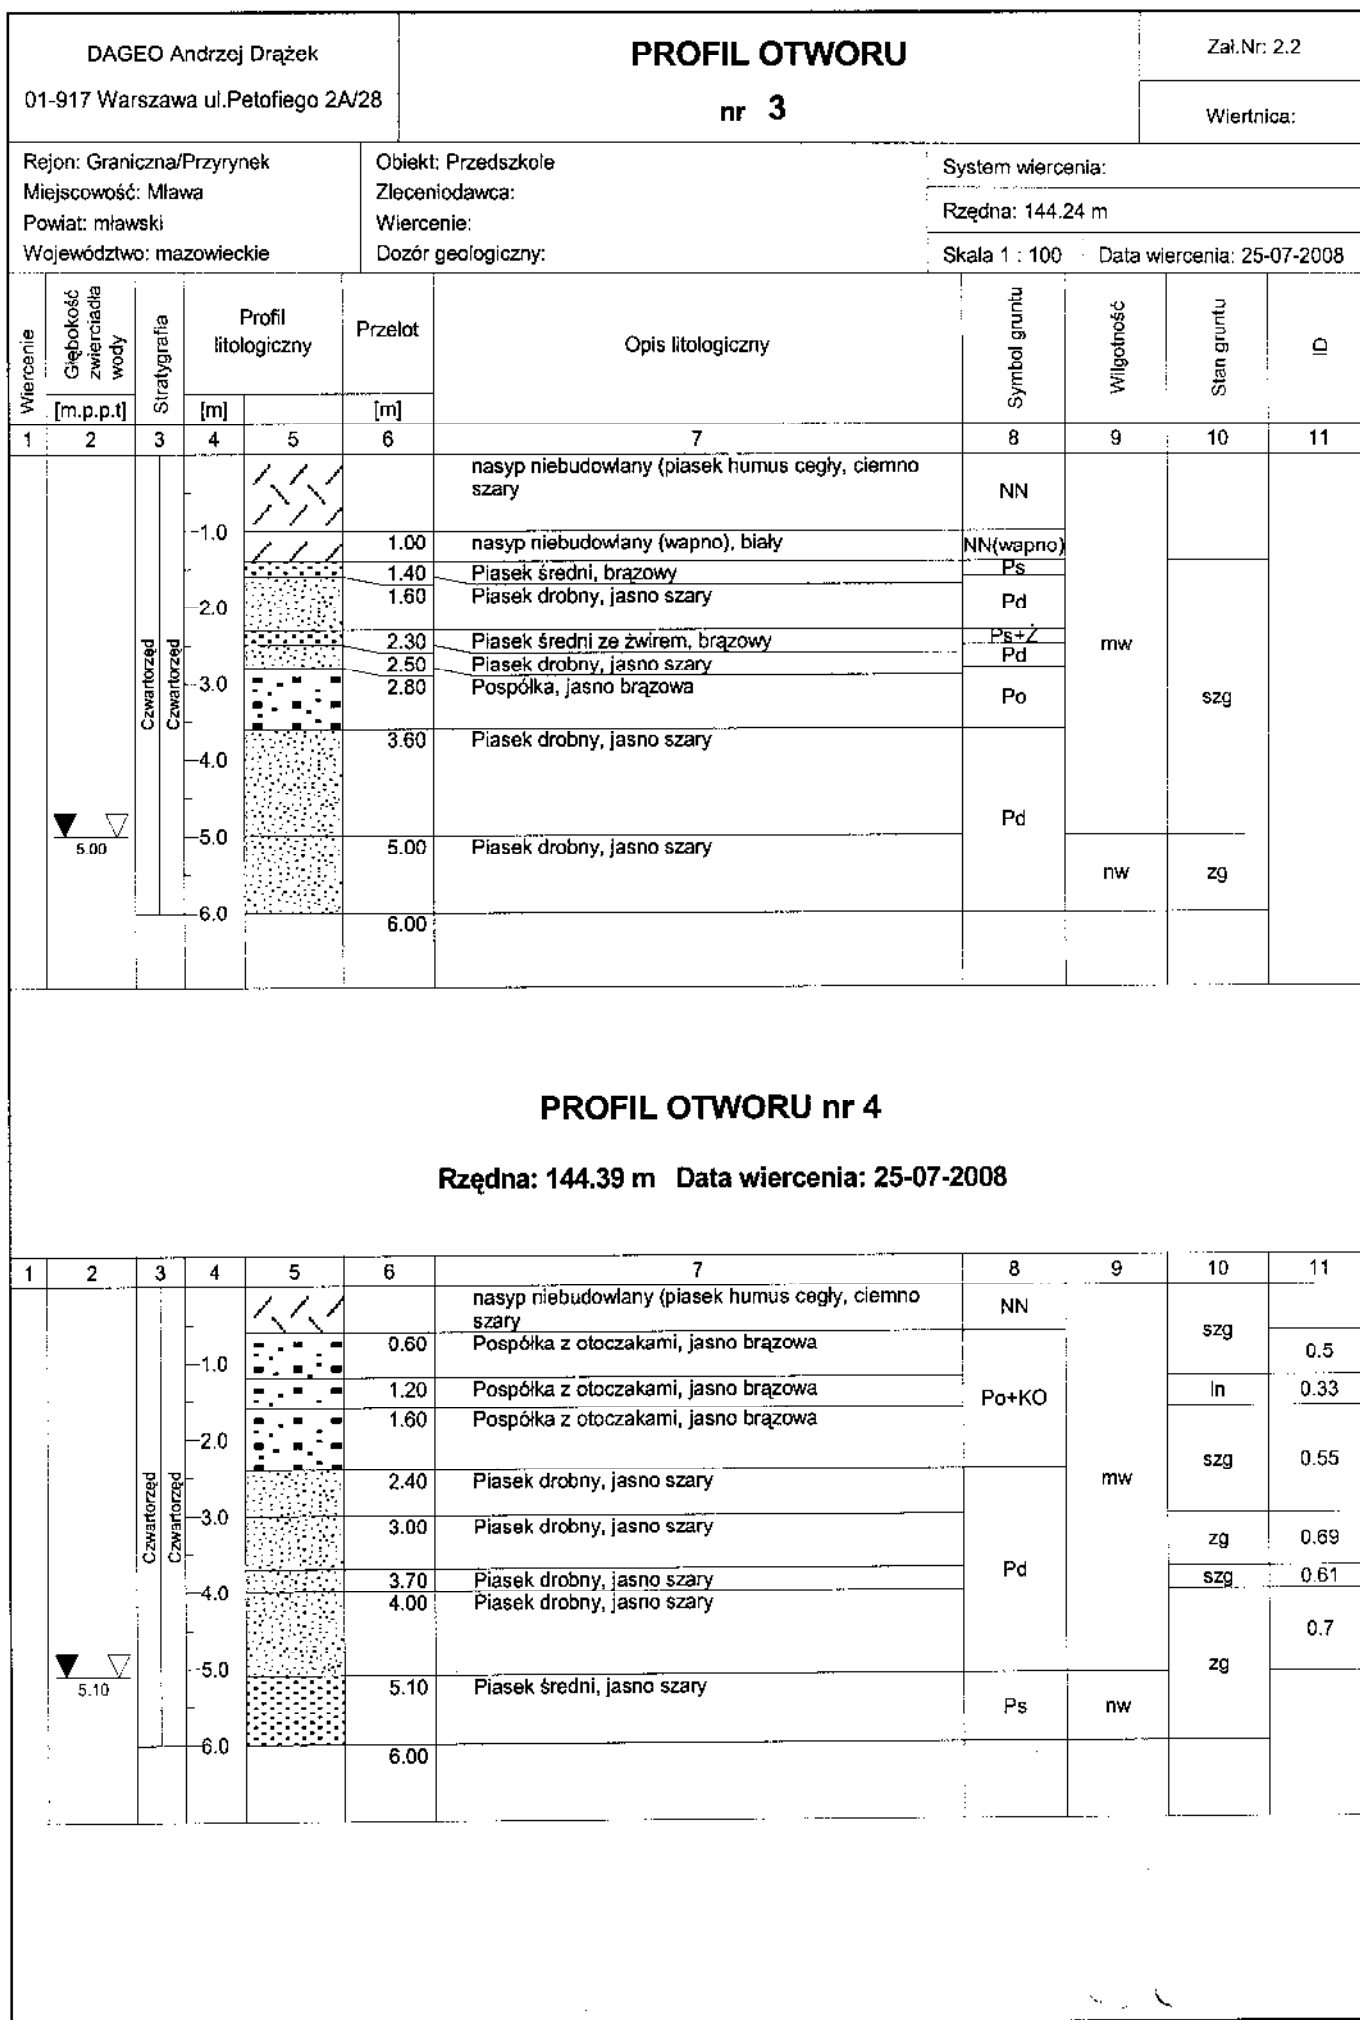 DAGEO Andrzej Drążek
01-917 Warszawa ul.Petofiego 2A/28
PROFIL OTWORU
nr 3
Zał.Nr: 2.2
Wiertnica:
Rejon: Graniczna/Przyrynek
Miejscowość: Mława
Powiat: mławski
Województwo: mazowieckie
Obiekt: Przedszkole
Zleceniodawca:
Wiercenie:
Dozór geologiczny:
System wiercenia:
Rzędna: 144.24 m
Skala 1 : 100 Data wiercenia: 25-07-2008
Wiercenie
Głębokość zwierciadła wody
[m.p.p.t]
Stratygrafia
Profil litologiczny
[m]
Przelot
[m]
Opis litologiczny
Symbol gruntu
Wilgotność
Stan gruntu
ID
1 2 3 4 5 6 7 8 9 10 11
nasyp niebudowlany (piasek humus cegły, ciemno
szary
NN
1.0
1.00 nasyp niebudowlany (wapno), biały NN(wapno)
1.40 Piasek średni, brązowy Ps
1.60 Piasek drobny, jasno szary Pd
2.0
2.30 Piasek średni ze żwirem, brązowy Ps+Ż
2.50 Piasek drobny, jasno szary Pd
mw
3.0
2.80 Pospółka, jasno brązowa Po
szg
Czwartorzęd
Czwartorzęd
3.60 Piasek drobny, jasno szary
4.0
Pd
5.0
5.00
5.00 Piasek drobny, jasno szary
nw zg
6.0
6.00
PROFIL OTWORU nr 4
Rzędna: 144.39 m Data wiercenia: 25-07-2008
1 2 3 4 5 6 7 8 9 10 11
nasyp niebudowlany (piasek humus cegły, ciemno
szary
NN
szg
0.60 Pospółka z otoczakami, jasno brązowa
0.5
1.0
1.20 Pospółka z otoczakami, jasno brązowa
Po+KO
ln 0.33
1.60 Pospółka z otoczakami, jasno brązowa
2.0
szg 0.55
2.40 Piasek drobny, jasno szary
mw
Czwartorzęd
Czwartorzęd
3.0
3.00 Piasek drobny, jasno szary
zg 0.69
Pd
3.70 Piasek drobny, jasno szary
szg 0.61
4.0
4.00 Piasek drobny, jasno szary
0.7
zg
5.0
5.10
5.10 Piasek średni, jasno szary
Ps nw
6.0
6.00